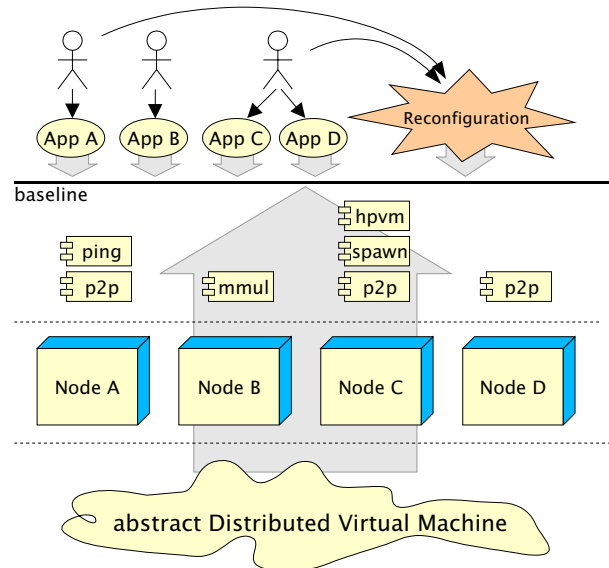 App A
App B
App C
App D
Reconfiguration
baseline
hpvm
ping
spawn
p2p
mmul
p2p
p2p
Node A
Node B
Node C
Node D
abstract Distributed Virtual Machine